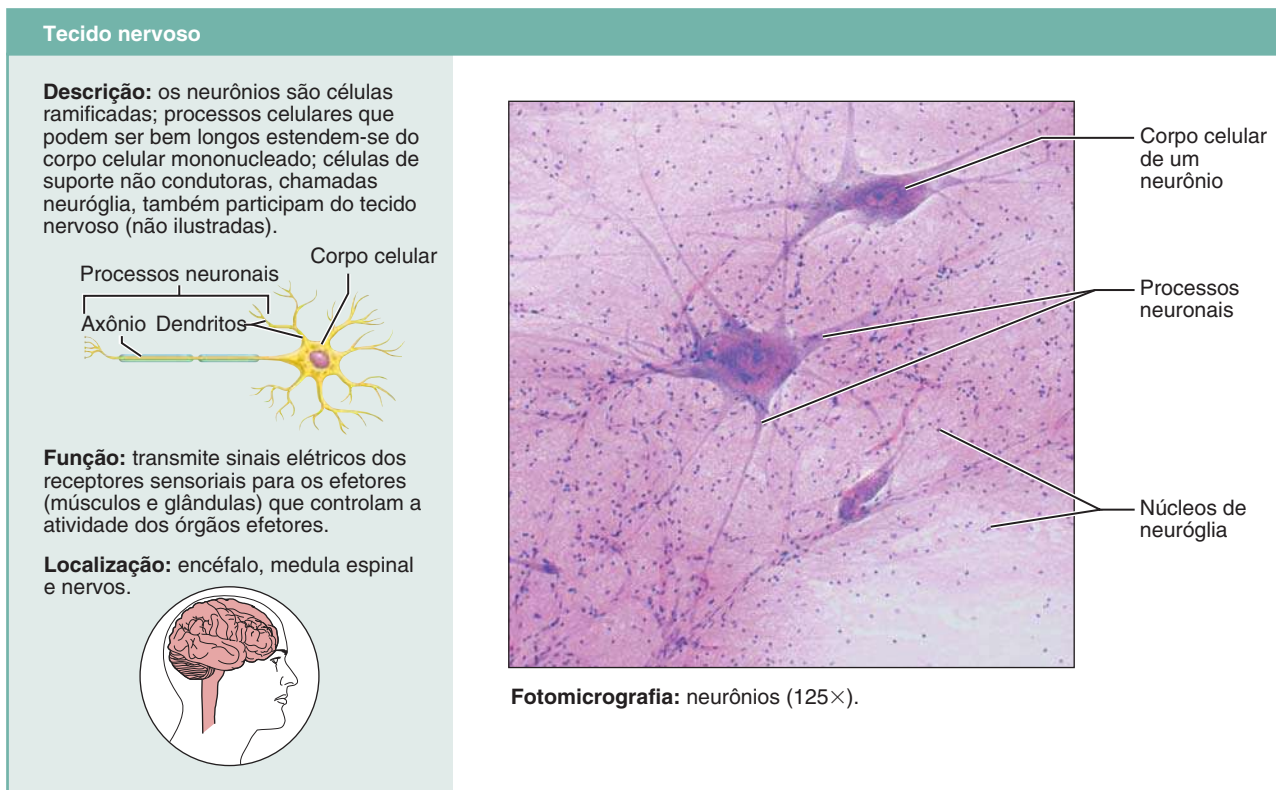 Tecido nervoso
Descrição: os neurônios são células
ramificadas; processos celulares que
podem ser bem longos estendem-se do
corpo celular mononucleado; células de
suporte não condutoras, chamadas
neuróglia, também participam do tecido
nervoso (não ilustradas).
Corpo celular
Processos neuronais
Axônio Dendritos
Função: transmite sinais elétricos dos
receptores sensoriais para os efetores
(músculos e glândulas) que controlam a
atividade dos órgãos efetores.
Localização: encéfalo, medula espinal
e nervos.
Corpo celular
de um
neurônio
Processos
neuronais
Núcleos de
neuróglia
Fotomicrografia: neurônios (125×).